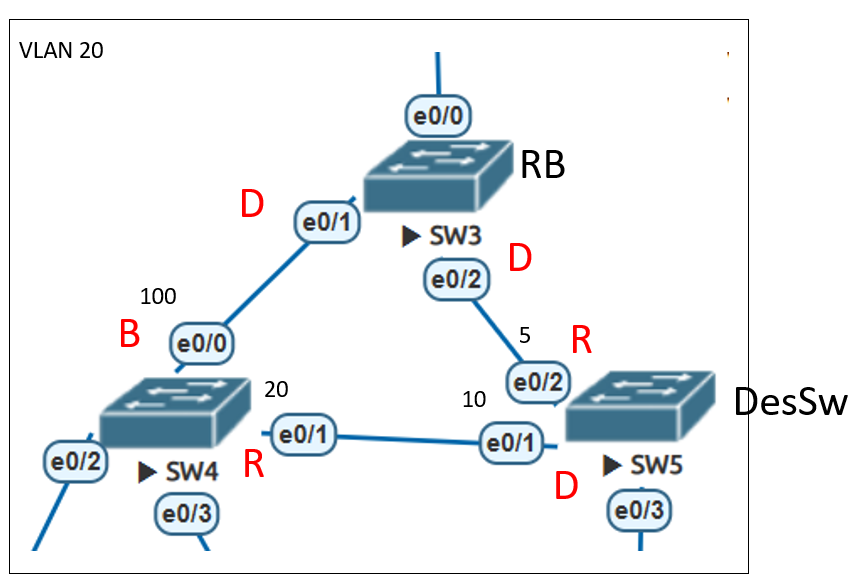 VLAN 20
e0/0
RB
D
e0/1
▶ SW3
D
e0/2
100
B
e0/0
5
R
e0/2
20
10
DesSw
e0/1
e0/1
e0/2
▶ SW4
R
▶ SW5
D
e0/3
e0/3